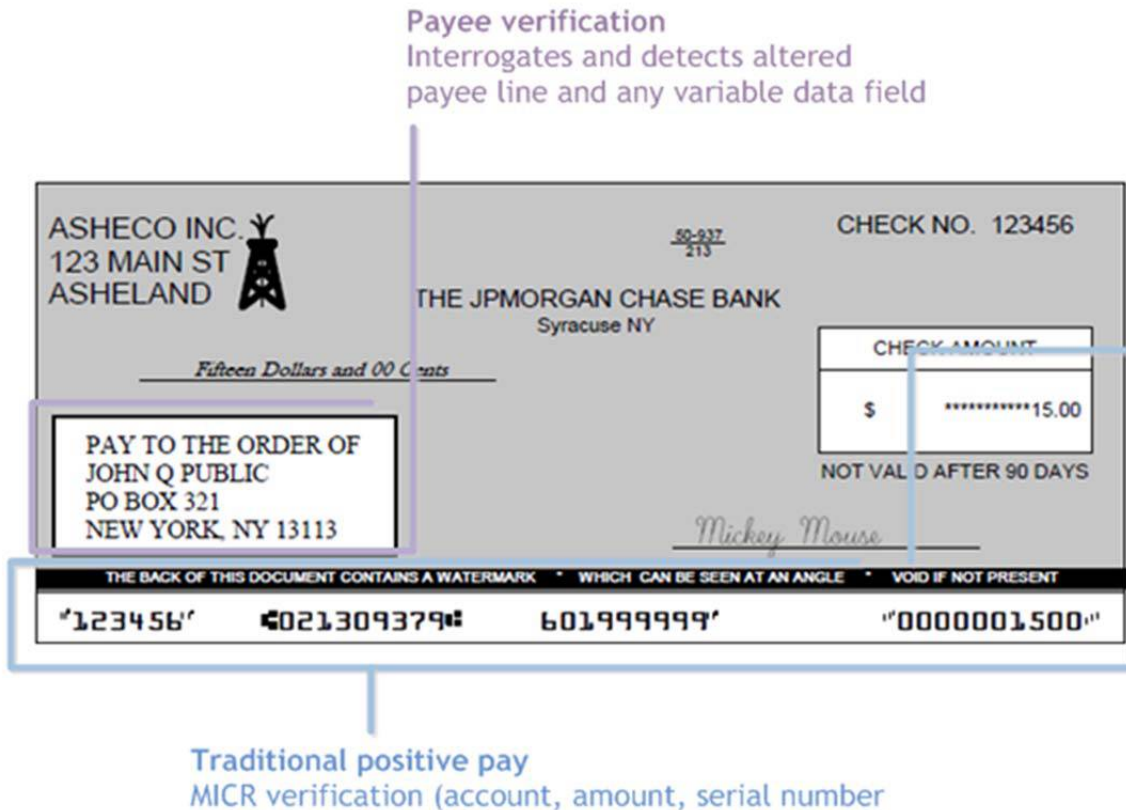 Payee verification
Interrogates and detects altered
payee line and any variable data field
ASHECO INC.
123 MAIN ST
ASHELAND
50-937
213
CHECK NO. 123456
THE JPMORGAN CHASE BANK
Syracuse NY
Fifteen Dollars and 00 Cents
CHECK AMOUNT
$ ***********15.00
NOT VALID AFTER 90 DAYS
PAY TO THE ORDER OF
JOHN Q PUBLIC
PO BOX 321
NEW YORK, NY 13113
Mickey Mouse
THE BACK OF THIS DOCUMENT CONTAINS A WATERMARK * WHICH CAN BE SEEN AT AN ANGLE * VOID IF NOT PRESENT
⑈123456⑈ ⑆021309379⑆ 601999999⑈ ⑈0000001500⑈
Traditional positive pay
MICR verification (account, amount, serial number